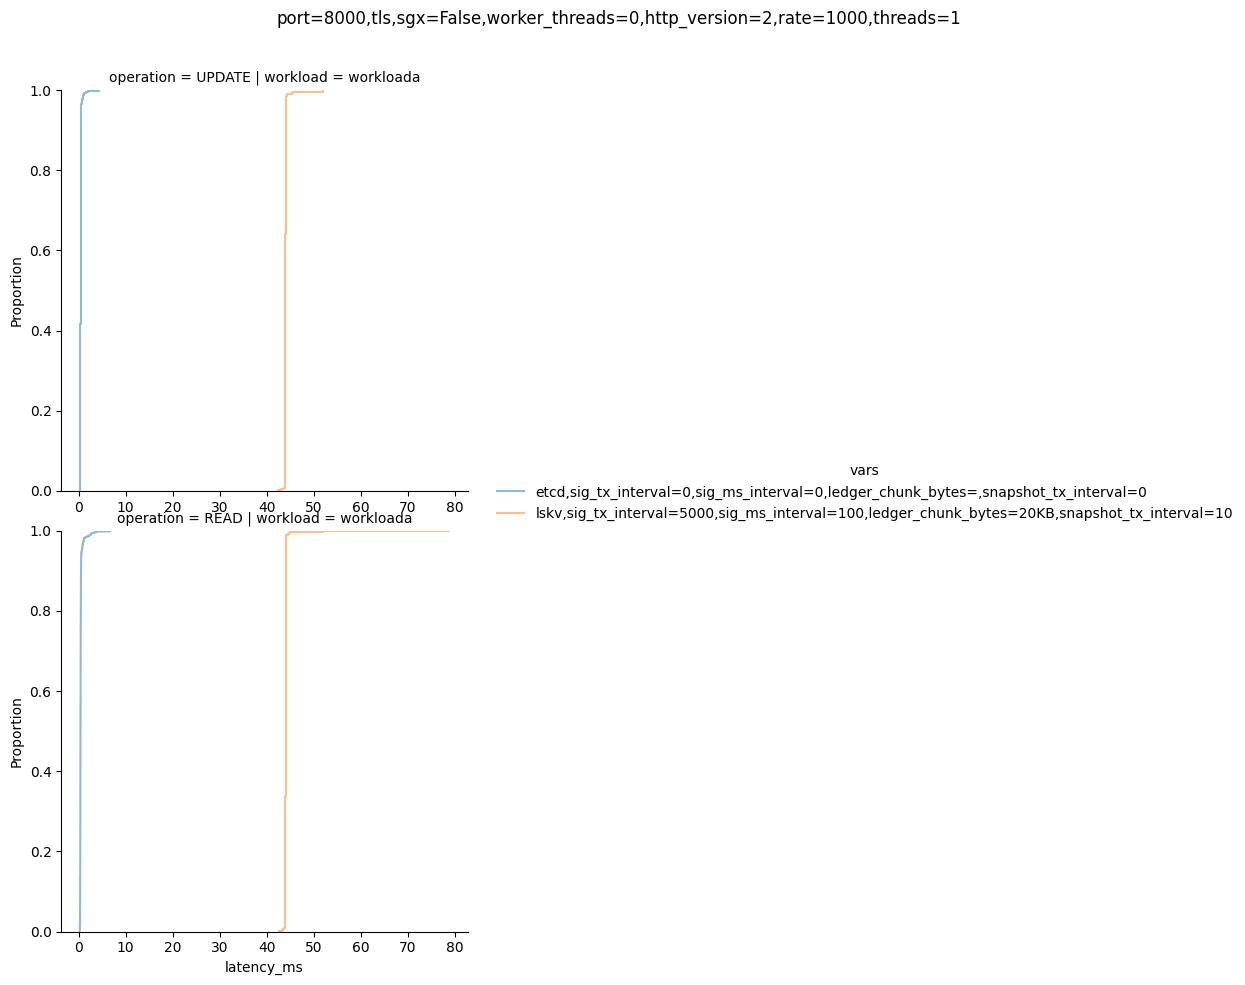 port=8000,tls,sgx=False,worker_threads=0,http_version=2,rate=1000,threads=1
operation = UPDATE | workload = workloada
1.0
0.8
0.6
0.4
0.2
0.0
Proportion
0 10 20 30 40 50 60 70 80
vars
etcd,sig_tx_interval=0,sig_ms_interval=0,ledger_chunk_bytes=,snapshot_tx_interval=0
lskv,sig_tx_interval=5000,sig_ms_interval=100,ledger_chunk_bytes=20KB,snapshot_tx_interval=10
operation = READ | workload = workloada
1.0
0.8
0.6
0.4
0.2
0.0
Proportion
0 10 20 30 40 50 60 70 80
latency_ms